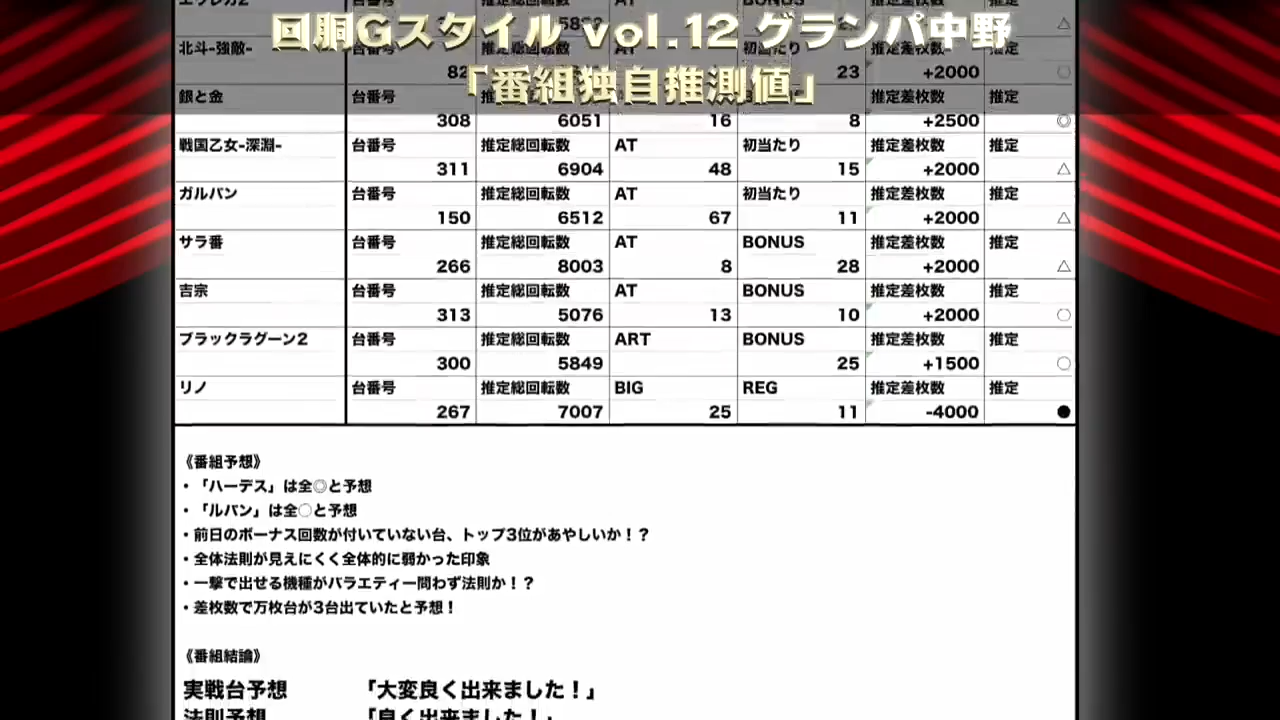 回胴Gスタイル vol.12 グランパ中野
「番組独自推測値」
北斗-強敵-
23 +2000 ○
銀と金 台番号 推定差枚数 推定
308 6051 16 8 +2500 ◎
戦国乙女-深淵- 台番号 推定総回転数 AT 初当たり 推定差枚数 推定
311 6904 48 15 +2000 △
ガルパン 台番号 推定総回転数 AT 初当たり 推定差枚数 推定
150 6512 67 11 +2000 △
サラ番 台番号 推定総回転数 AT BONUS 推定差枚数 推定
266 8003 8 28 +2000 △
吉宗 台番号 推定総回転数 AT BONUS 推定差枚数 推定
313 5076 13 10 +2000 ○
ブラックラグーン2 台番号 推定総回転数 ART BONUS 推定差枚数 推定
300 5849 25 +1500 ○
リノ 台番号 推定総回転数 BIG REG 推定差枚数 推定
267 7007 25 11 -4000 ●
《番組予想》
・「ハーデス」は全◎と予想
・「ルパン」は全○と予想
・前日のボーナス回数が付いていない台、トップ3位があやしいか！？
・全体法則が見えにくく全体的に弱かった印象
・一撃で出せる機種がバラエティー問わず法則か！？
・差枚数で万枚台が3台出ていたと予想！
《番組結論》
実戦台予想 「大変良く出来ました！」
法則予想 「良く出来ました！」